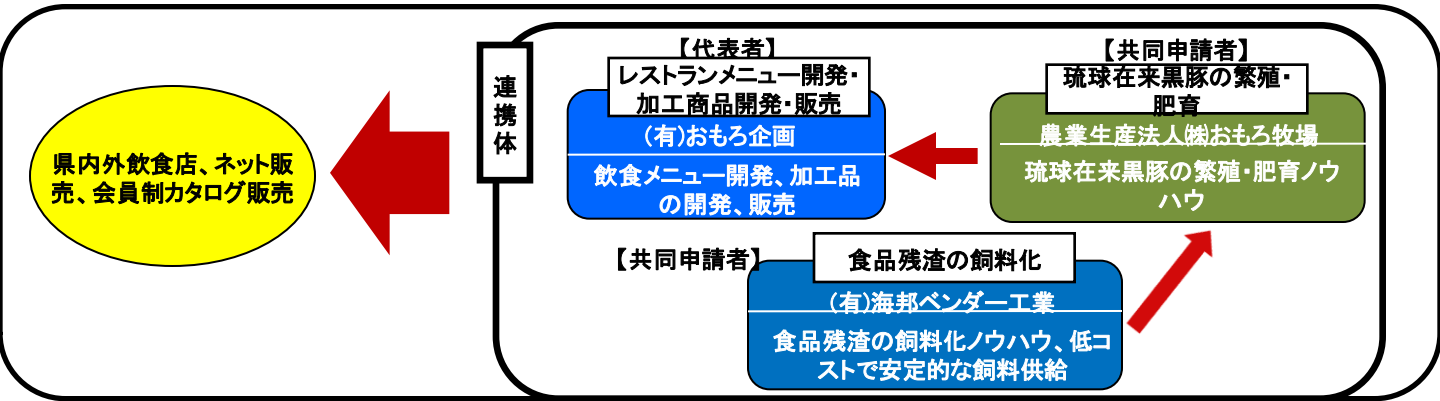 県内外飲食店、ネット販
売、会員制カタログ販売
連
携
体
【代表者】
レストランメニュー開発・
加工商品開発・販売
(有)おもろ企画
飲食メニュー開発、加工品
の開発、販売
【共同申請者】
琉球在来黒豚の繁殖・
肥育
農業生産法人㈱おもろ牧場
琉球在来黒豚の繁殖・肥育ノウ
ハウ
【共同申請者】
食品残渣の飼料化
(有)海邦ベンダー工業
食品残渣の飼料化ノウハウ、低コ
ストで安定的な飼料供給